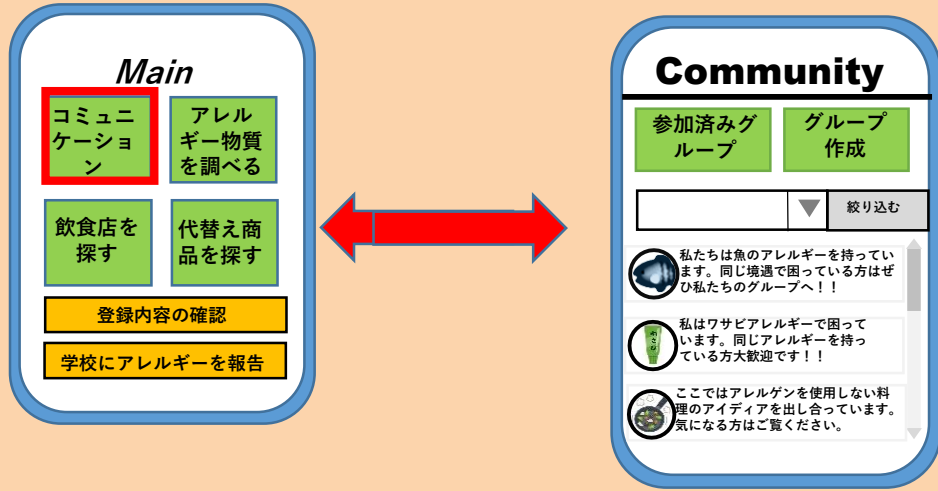 Main
コミュニ
ケーショ
ン
アレル
ギー物質
を調べる
飲食店を
探す
代替え商
品を探す
登録内容の確認
学校にアレルギーを報告
Community
参加済みグ
ループ
グループ
作成
絞り込む
私たちは魚のアレルギーを持ってい
ます。同じ境遇で困っている方はぜ
ひ私たちのグループへ！！
わさび
私はワサビアレルギーで困って
います。同じアレルギーを持っ
ている方大歓迎です！！
ここではアレルゲンを使用しない料
理のアイディアを出し合っています。
気になる方はご覧ください。